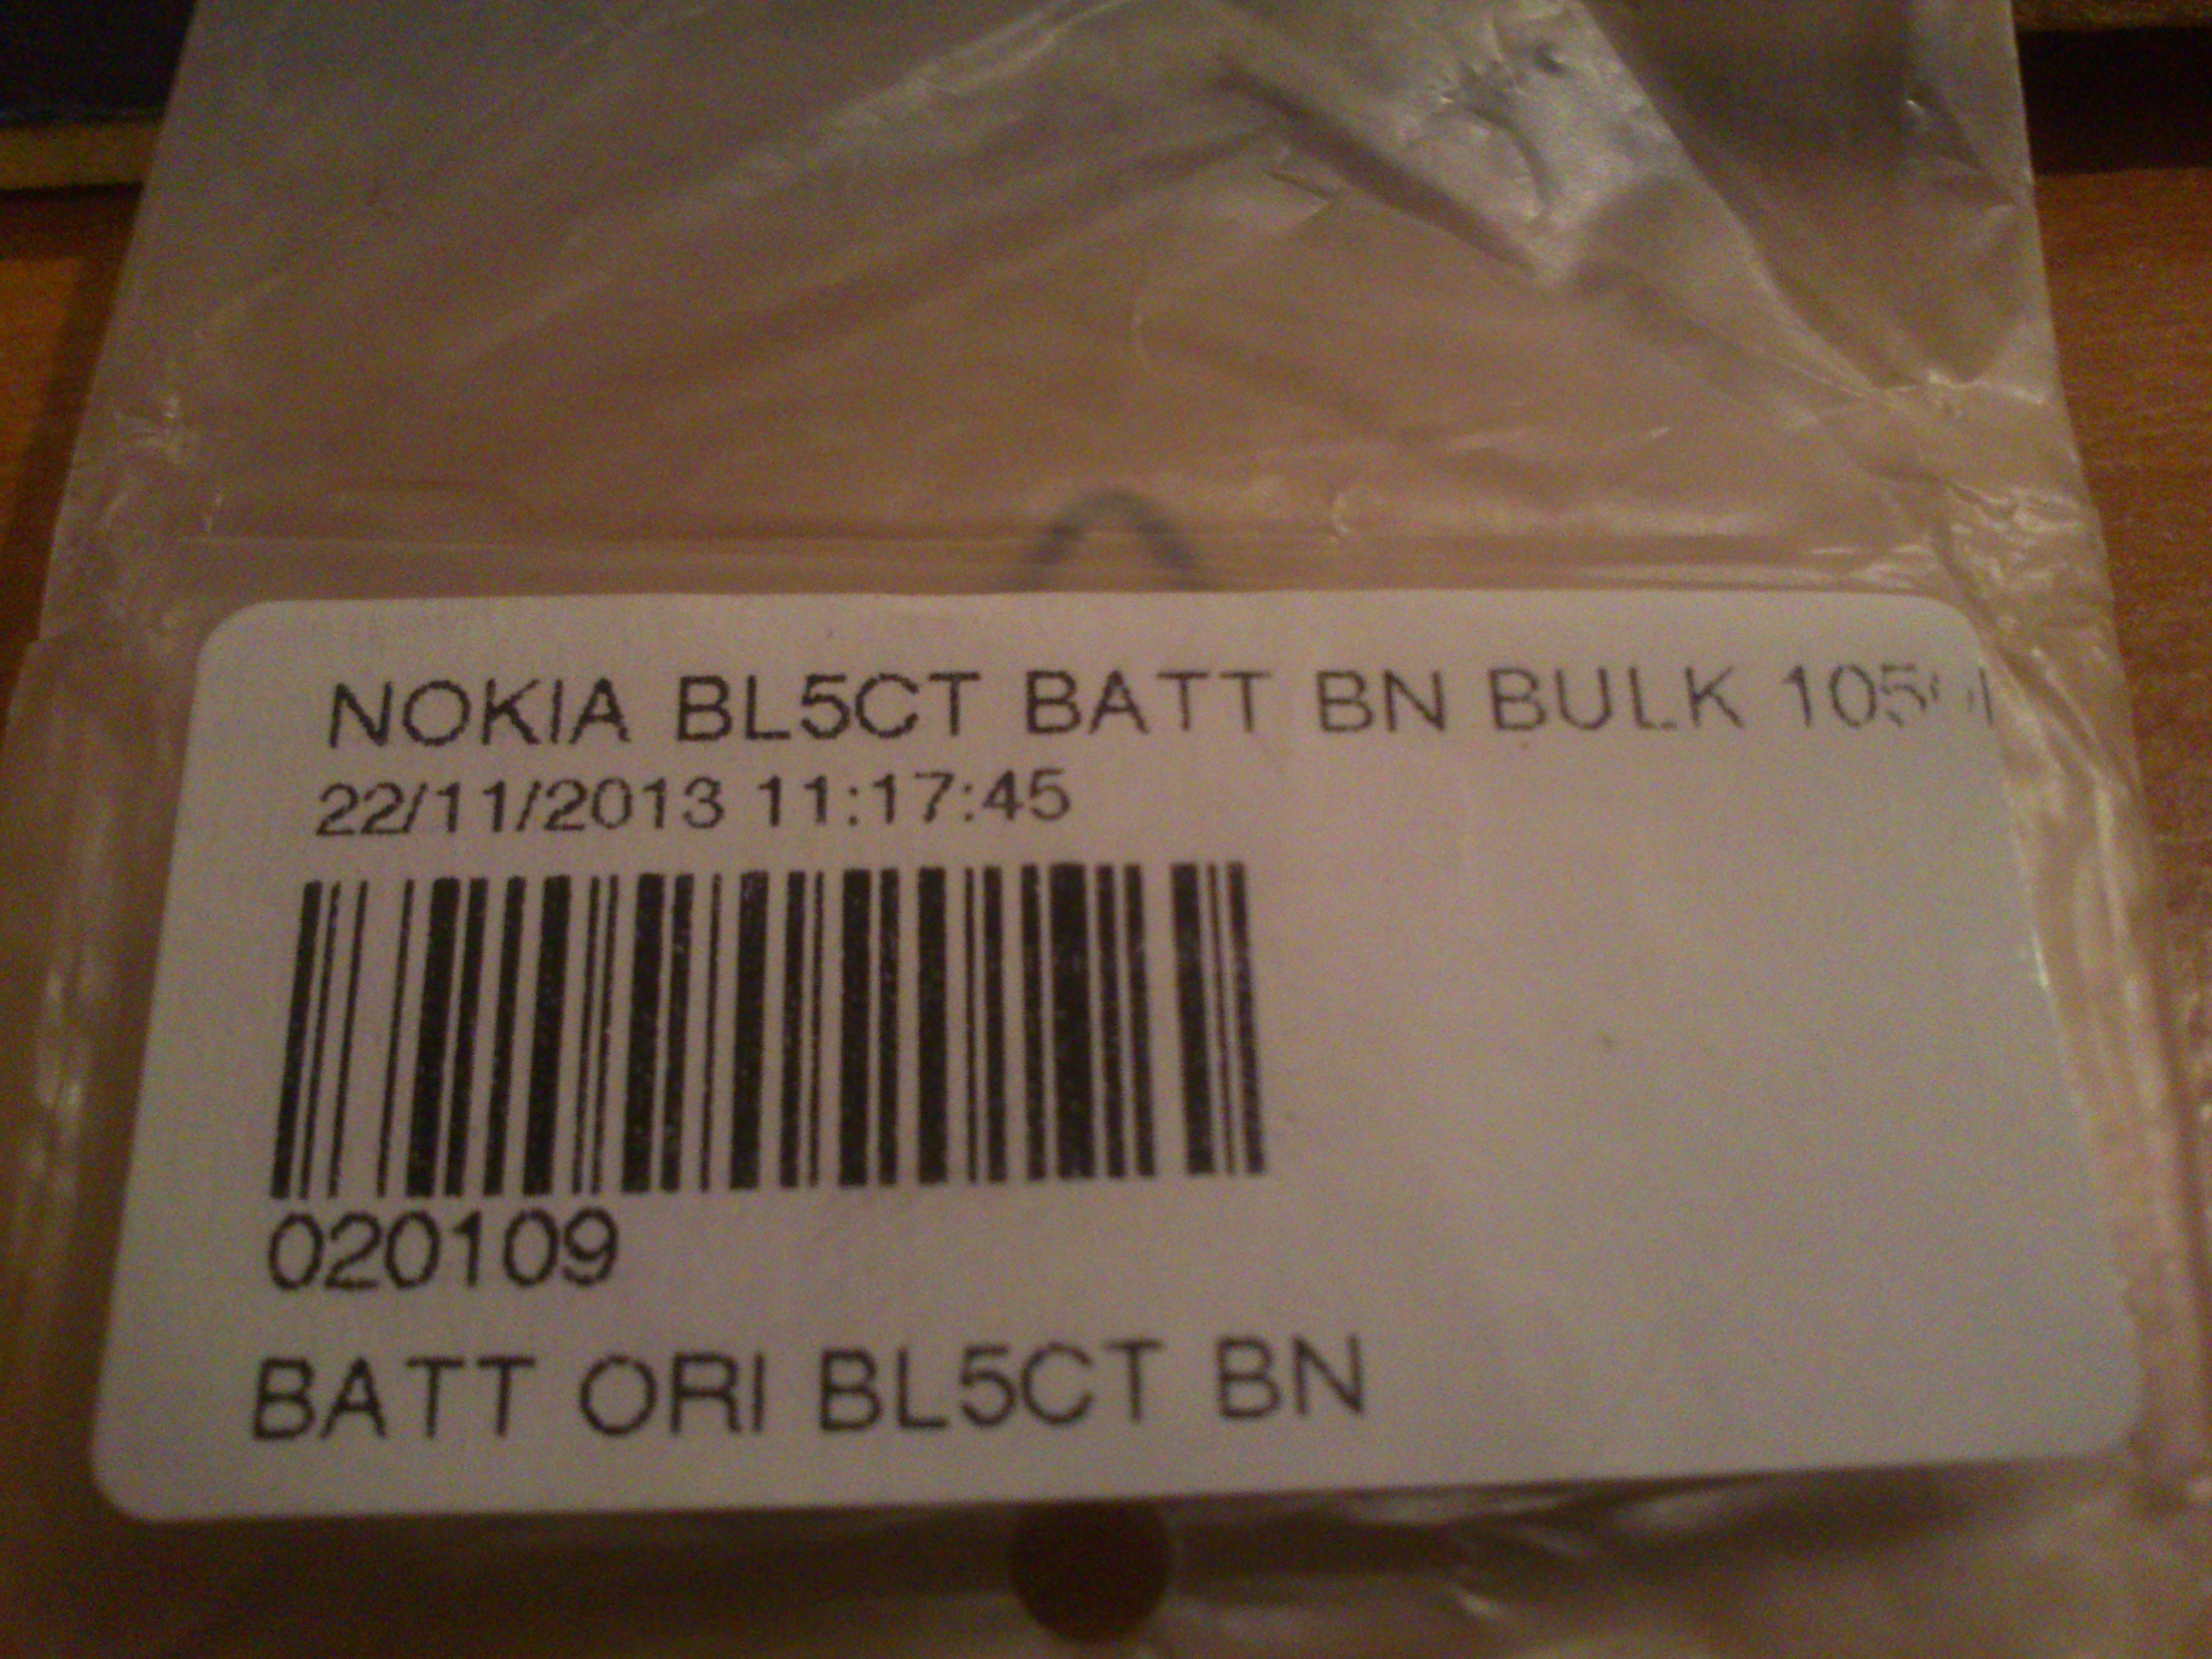 NOKIA BL5CT BATT BN BULK
22/11/2013 11:17:45
020109
BATT ORI BL5CT BN